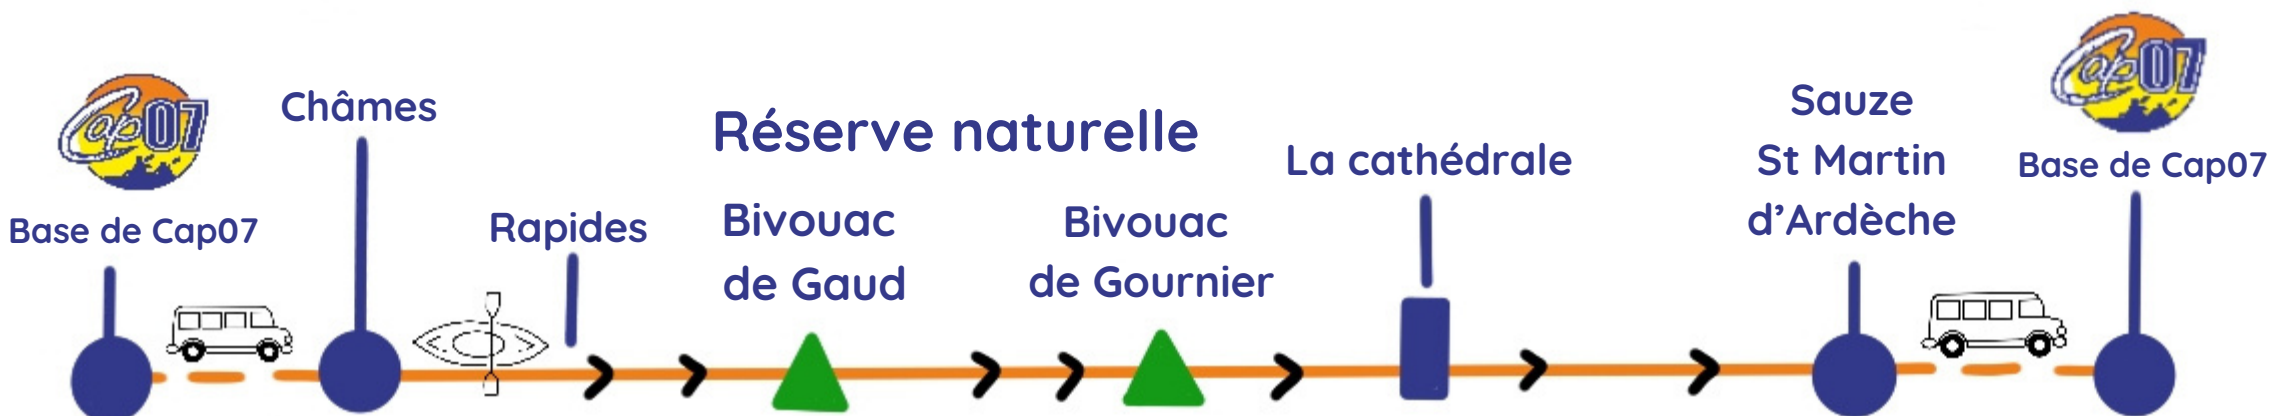 Cap07
Base de Cap07
Châmes
Rapides
Réserve naturelle
Bivouac
de Gaud
Bivouac
de Gournier
La cathédrale
Sauze
St Martin
d’Ardèche
Cap07
Base de Cap07